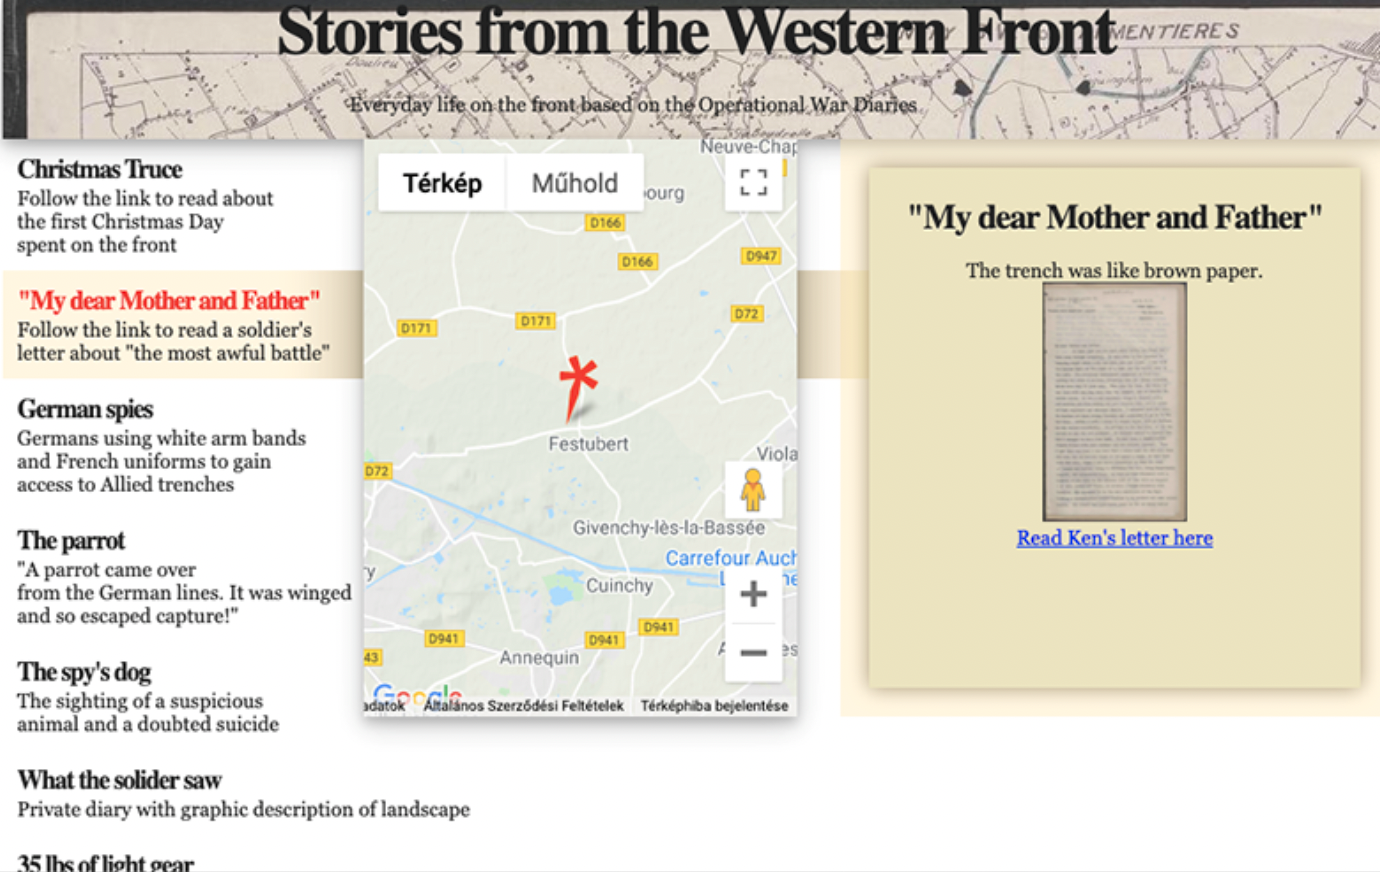 Stories from the Western Front
ARMENTIERES
Doulieu
Everyday life on the front based on the Operational War Diaries
Christmas Truce
Follow the link to read about
the first Christmas Day
spent on the front
"My dear Mother and Father"
Follow the link to read a soldier's
letter about "the most awful battle"
German spies
Germans using white arm bands
and French uniforms to gain
access to Allied trenches
The parrot
"A parrot came over
from the German lines. It was winged
and so escaped capture!"
The spy's dog
The sighting of a suspicious
animal and a doubted suicide
What the solider saw
Private diary with graphic description of landscape
35 lbs of light gear
Neuve-Chap
Térkép
Műhold
bourg
D166
D166
D947
D72
D171
D171
Festubert
Viola
D72
Givenchy-lès-la-Bassée
Carrefour Auch
Cuinchy
D941
D941
D941
43
Annequin
Google
adatok
Általános Szerződési Feltételek
Térképhiba bejelentése
"My dear Mother and Father"
The trench was like brown paper.
Read Ken's letter here